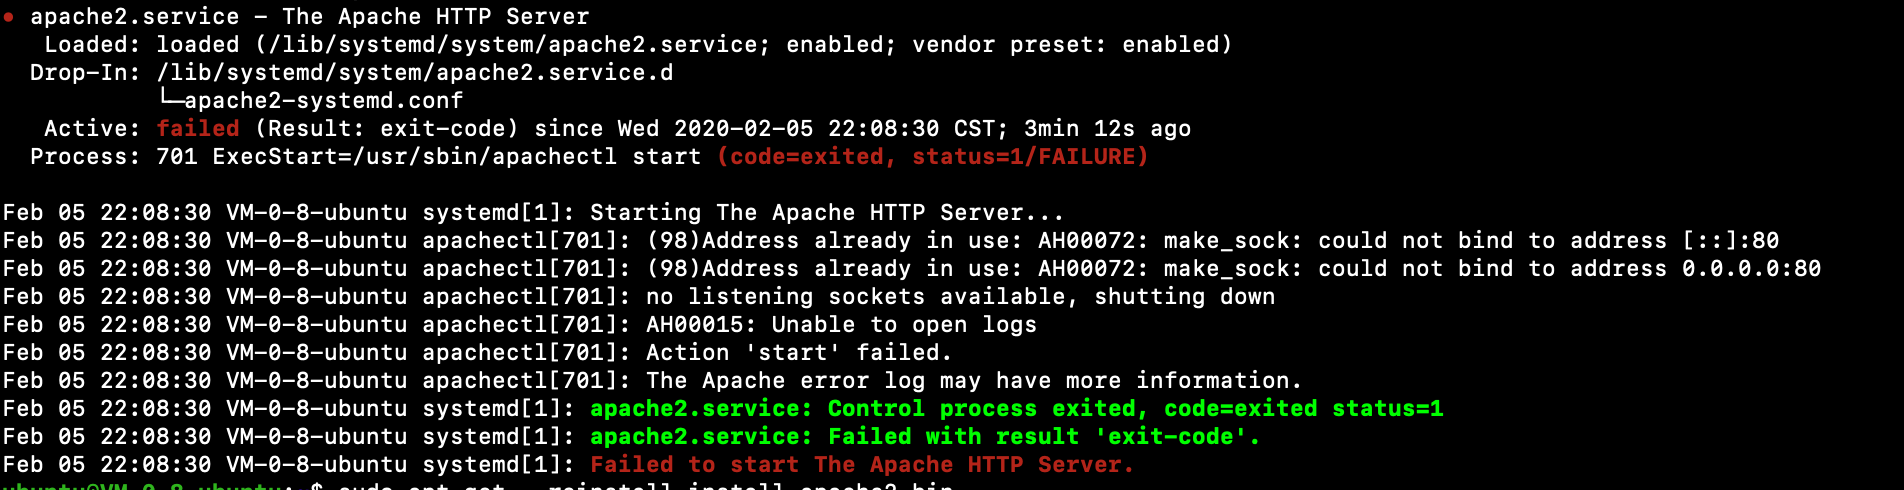 ● apache2.service - The Apache HTTP Server
   Loaded: loaded (/lib/systemd/system/apache2.service; enabled; vendor preset: enabled)
  Drop-In: /lib/systemd/system/apache2.service.d
           └─apache2-systemd.conf
   Active: failed (Result: exit-code) since Wed 2020-02-05 22:08:30 CST; 3min 12s ago
  Process: 701 ExecStart=/usr/sbin/apachectl start (code=exited, status=1/FAILURE)

Feb 05 22:08:30 VM-0-8-ubuntu systemd[1]: Starting The Apache HTTP Server...
Feb 05 22:08:30 VM-0-8-ubuntu apachectl[701]: (98)Address already in use: AH00072: make_sock: could not bind to address [::]:80
Feb 05 22:08:30 VM-0-8-ubuntu apachectl[701]: (98)Address already in use: AH00072: make_sock: could not bind to address 0.0.0.0:80
Feb 05 22:08:30 VM-0-8-ubuntu apachectl[701]: no listening sockets available, shutting down
Feb 05 22:08:30 VM-0-8-ubuntu apachectl[701]: AH00015: Unable to open logs
Feb 05 22:08:30 VM-0-8-ubuntu apachectl[701]: Action 'start' failed.
Feb 05 22:08:30 VM-0-8-ubuntu apachectl[701]: The Apache error log may have more information.
Feb 05 22:08:30 VM-0-8-ubuntu systemd[1]: apache2.service: Control process exited, code=exited status=1
Feb 05 22:08:30 VM-0-8-ubuntu systemd[1]: apache2.service: Failed with result 'exit-code'.
Feb 05 22:08:30 VM-0-8-ubuntu systemd[1]: Failed to start The Apache HTTP Server.
ubuntu@VM-0-8-ubuntu:~$ sudo apt-get --reinstall install apache2-bin